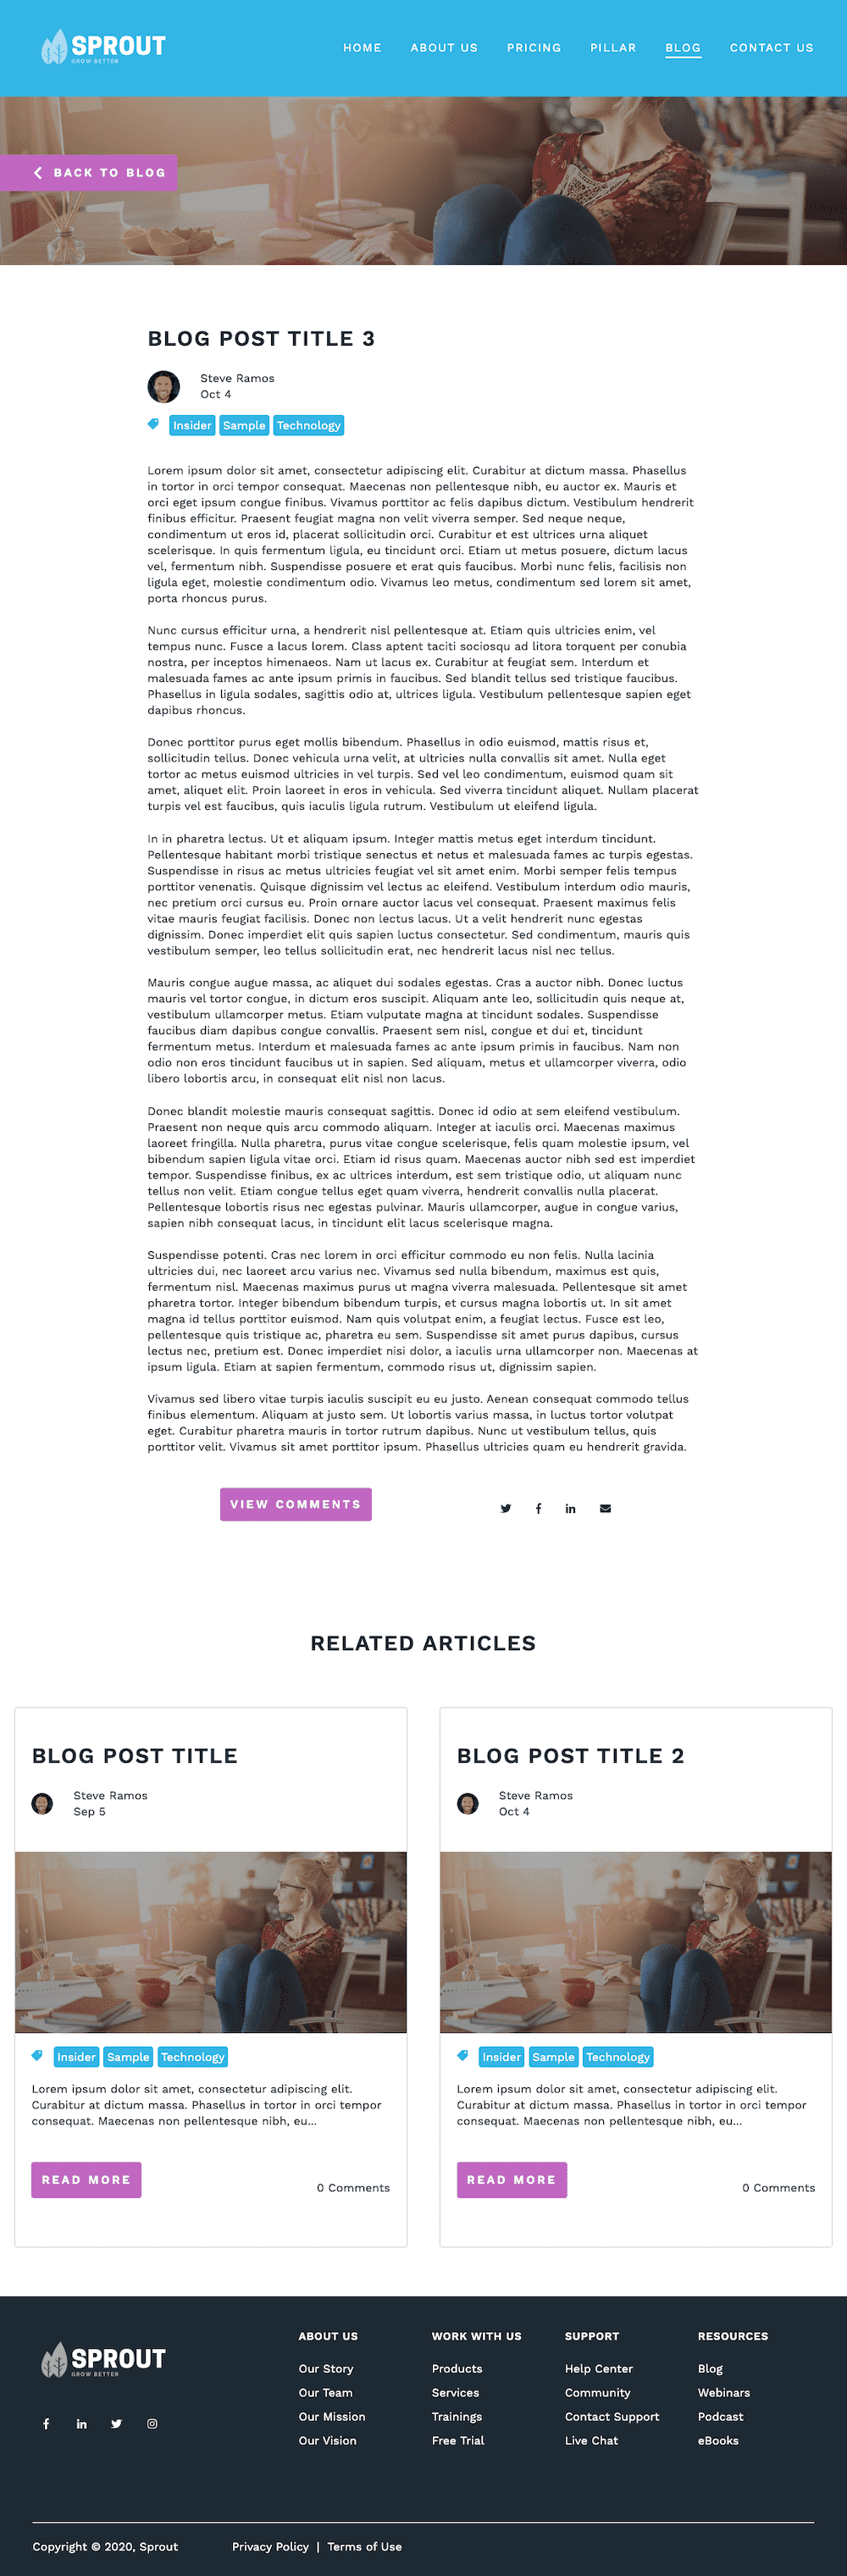 SPROUT
GROW BETTER
HOME ABOUT US PRICING PILLAR BLOG CONTACT US
BACK TO BLOG
BLOG POST TITLE 3
Steve Ramos
Oct 4
Insider Sample Technology
Lorem ipsum dolor sit amet, consectetur adipiscing elit. Curabitur at dictum massa. Phasellus
in tortor in orci tempor consequat. Maecenas non pellentesque nibh, eu auctor ex. Mauris et
orci eget ipsum congue finibus. Vivamus porttitor ac felis dapibus dictum. Vestibulum hendrerit
finibus efficitur. Praesent feugiat magna non velit viverra semper. Sed neque neque,
condimentum ut eros id, placerat sollicitudin orci. Curabitur et est ultrices urna aliquet
scelerisque. In quis fermentum ligula, eu tincidunt orci. Etiam ut metus posuere, dictum lacus
vel, fermentum nibh. Suspendisse posuere et erat quis faucibus. Morbi nunc felis, facilisis non
ligula eget, molestie condimentum odio. Vivamus leo metus, condimentum sed lorem sit amet,
porta rhoncus purus.
Nunc cursus efficitur urna, a hendrerit nisl pellentesque at. Etiam quis ultricies enim, vel
tempus nunc. Fusce a lacus lorem. Class aptent taciti sociosqu ad litora torquent per conubia
nostra, per inceptos himenaeos. Nam ut lacus ex. Curabitur at feugiat sem. Interdum et
malesuada fames ac ante ipsum primis in faucibus. Sed blandit tellus sed tristique faucibus.
Phasellus in ligula sodales, sagittis odio at, ultrices ligula. Vestibulum pellentesque sapien eget
dapibus rhoncus.
Donec porttitor purus eget mollis bibendum. Phasellus in odio euismod, mattis risus et,
sollicitudin tellus. Donec vehicula urna velit, at ultricies nulla convallis sit amet. Nulla eget
tortor ac metus euismod ultricies in vel turpis. Sed vel leo condimentum, euismod quam sit
amet, aliquet elit. Proin laoreet in eros in vehicula. Sed viverra tincidunt aliquet. Nullam placerat
turpis vel est faucibus, quis iaculis ligula rutrum. Vestibulum ut eleifend ligula.
In in pharetra lectus. Ut et aliquam ipsum. Integer mattis metus eget interdum tincidunt.
Pellentesque habitant morbi tristique senectus et netus et malesuada fames ac turpis egestas.
Suspendisse in risus ac metus ultricies feugiat vel sit amet enim. Morbi semper felis tempus
porttitor venenatis. Quisque dignissim vel lectus ac eleifend. Vestibulum interdum odio mauris,
nec pretium orci cursus eu. Proin ornare arcu lacus vel consequat. Praesent maximus felis
vitae mauris feugiat facilisis. Donec non lectus lacus. Ut a velit hendrerit nunc egestas
dignissim. Donec imperdiet elit quis sapien luctus consectetur. Sed condimentum, mauris quis
vestibulum semper, leo tellus sollicitudin erat, nec hendrerit lacus nisl nec tellus.
Mauris congue augue massa, ac aliquet dui sodales egestas. Cras a auctor nibh. Donec luctus
mauris vel tortor congue, in dictum eros suscipit. Aliquam ante leo, sollicitudin quis neque at,
vestibulum ullamcorper metus. Etiam vulputate magna at tincidunt sodales. Suspendisse
faucibus diam dapibus congue convallis. Praesent sem nisl, congue et dui et, tincidunt
fermentum metus. Interdum et malesuada fames ac ante ipsum primis in faucibus. Nam non
odio non eros tincidunt faucibus ut in sapien. Sed aliquam, metus et ullamcorper viverra, odio
libero lobortis arcu, in consequat elit nisl non lacus.
Donec blandit molestie mauris consequat sagittis. Donec id odio at sem eleifend vestibulum.
Praesent non neque quis arcu commodo aliquam. Integer at iaculis orci. Maecenas maximus
laoreet fringilla. Nulla pharetra, purus vitae congue scelerisque, felis quam molestie ipsum, vel
bibendum sapien ligula vitae orci. Etiam id risus quam. Maecenas auctor nibh sed est imperdiet
tempor. Suspendisse finibus, ex ac ultrices interdum, est sem tristique odio, ut aliquam nunc
tellus non velit. Etiam congue tellus eget quam viverra, hendrerit convallis nulla placerat.
Pellentesque lobortis risus nec egestas pulvinar. Mauris ullamcorper, augue in congue varius,
sapien nibh consequat lacus, in tincidunt elit lacus scelerisque magna.
Suspendisse potenti. Cras nec lorem in orci efficitur commodo eu non felis. Nulla lacinia
ultricies dui, nec laoreet arcu varius nec. Vivamus sed nulla bibendum, maximus est quis,
fermentum nisl. Maecenas maximus purus ut magna viverra malesuada. Pellentesque sit amet
pharetra tortor. Integer bibendum bibendum turpis, et cursus magna lobortis ut. In sit amet
magna id tellus porttitor euismod. Nam quis volutpat enim, a feugiat lectus. Fusce est leo,
pellentesque quis tristique ac, pharetra eu sem. Suspendisse sit amet purus dapibus, cursus
lectus nec, pretium est. Donec imperdiet nisi dolor, a iaculis urna ullamcorper non. Maecenas at
ipsum ligula. Etiam at sapien fermentum, commodo risus ut, dignissim sapien.
Vivamus sed libero vitae turpis iaculis suscipit eu eu justo. Aenean consequat commodo tellus
finibus elementum. Aliquam at justo sem. Ut lobortis varius massa, in luctus tortor volutpat
eget. Curabitur pharetra mauris in tortor rutrum dapibus. Nunc ut vestibulum tellus, quis
porttitor velit. Vivamus sit amet porttitor ipsum. Phasellus ultricies quam eu hendrerit gravida.
VIEW COMMENTS
RELATED ARTICLES
BLOG POST TITLE
Steve Ramos
Sep 5
Insider Sample Technology
Lorem ipsum dolor sit amet, consectetur adipiscing elit.
Curabitur at dictum massa. Phasellus in tortor in orci tempor
consequat. Maecenas non pellentesque nibh, eu...
READ MORE
0 Comments
BLOG POST TITLE 2
Steve Ramos
Oct 4
Insider Sample Technology
Lorem ipsum dolor sit amet, consectetur adipiscing elit.
Curabitur at dictum massa. Phasellus in tortor in orci tempor
consequat. Maecenas non pellentesque nibh, eu...
READ MORE
0 Comments
SPROUT
GROW BETTER
ABOUT US
Our Story
Our Team
Our Mission
Our Vision
WORK WITH US
Products
Services
Trainings
Free Trial
SUPPORT
Help Center
Community
Contact Support
Live Chat
RESOURCES
Blog
Webinars
Podcast
eBooks
Copyright © 2020, Sprout
Privacy Policy | Terms of Use